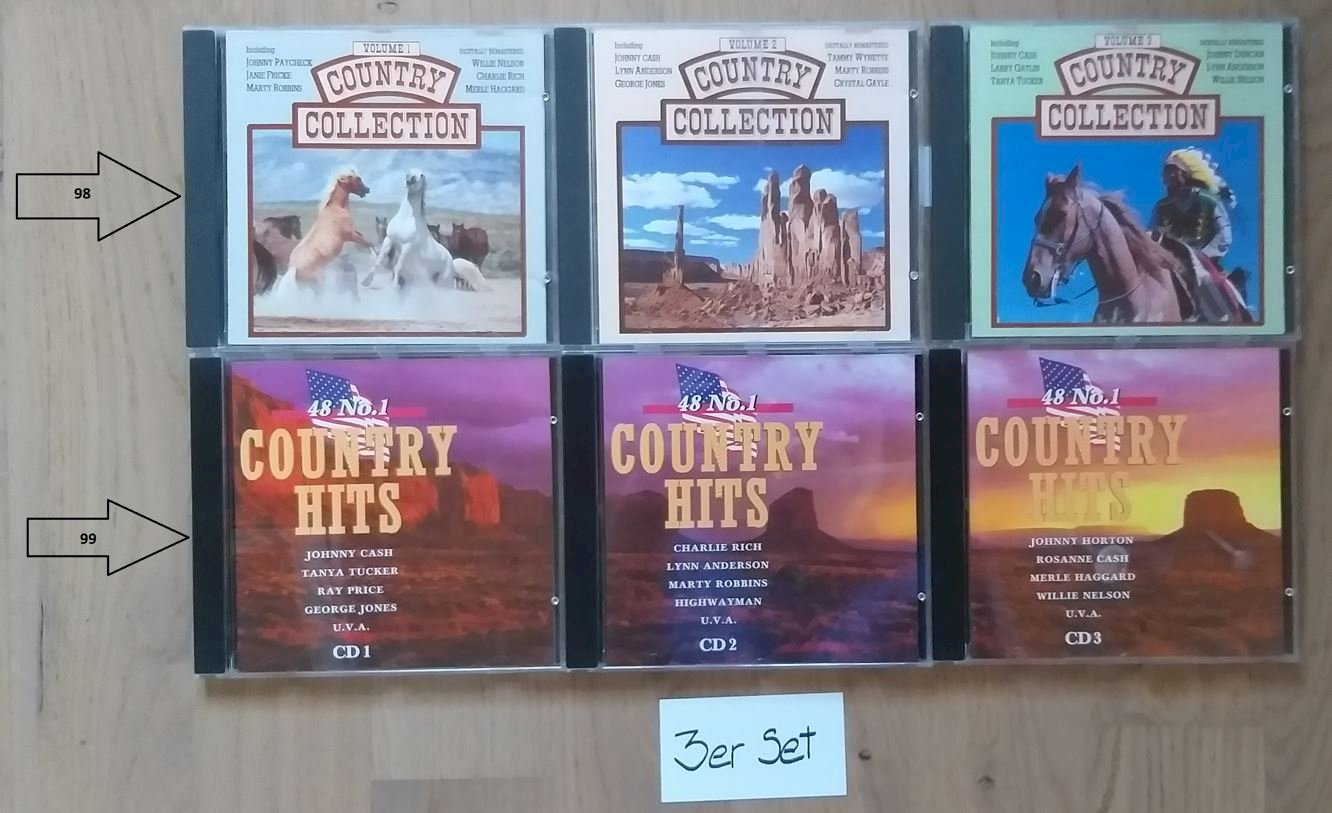 VOLUME 1
Including
JOHNNY PAYCHECK
JANIE FRICKE
MARTY ROBBINS
DIGITALLY REMASTERED
WILLIE NELSON
CHARLIE RICH
MERLE HAGGARD
COUNTRY
COLLECTION
VOLUME 2
Including
JOHNNY CASH
LYNN ANDERSON
GEORGE JONES
DIGITALLY REMASTERED
TAMMY WYNETTE
MARTY ROBBINS
CRYSTAL GAYLE
COUNTRY
COLLECTION
VOLUME 3
Including
JOHNNY CASH
LARRY GATLIN
TANYA TUCKER
DIGITALLY REMASTERED
JOHNNY DUNCAN
LYNN ANDERSON
WILLIE NELSON
COUNTRY
COLLECTION
98
48 No.1
COUNTRY
HITS
JOHNNY CASH
TANYA TUCKER
RAY PRICE
GEORGE JONES
U.V.A.
CD 1
48 No.1
COUNTRY
HITS
CHARLIE RICH
LYNN ANDERSON
MARTY ROBBINS
HIGHWAYMAN
U.V.A.
CD 2
48 No.1
COUNTRY
HITS
JOHNNY HORTON
ROSANNE CASH
MERLE HAGGARD
WILLIE NELSON
U.V.A.
CD 3
99
3er Set